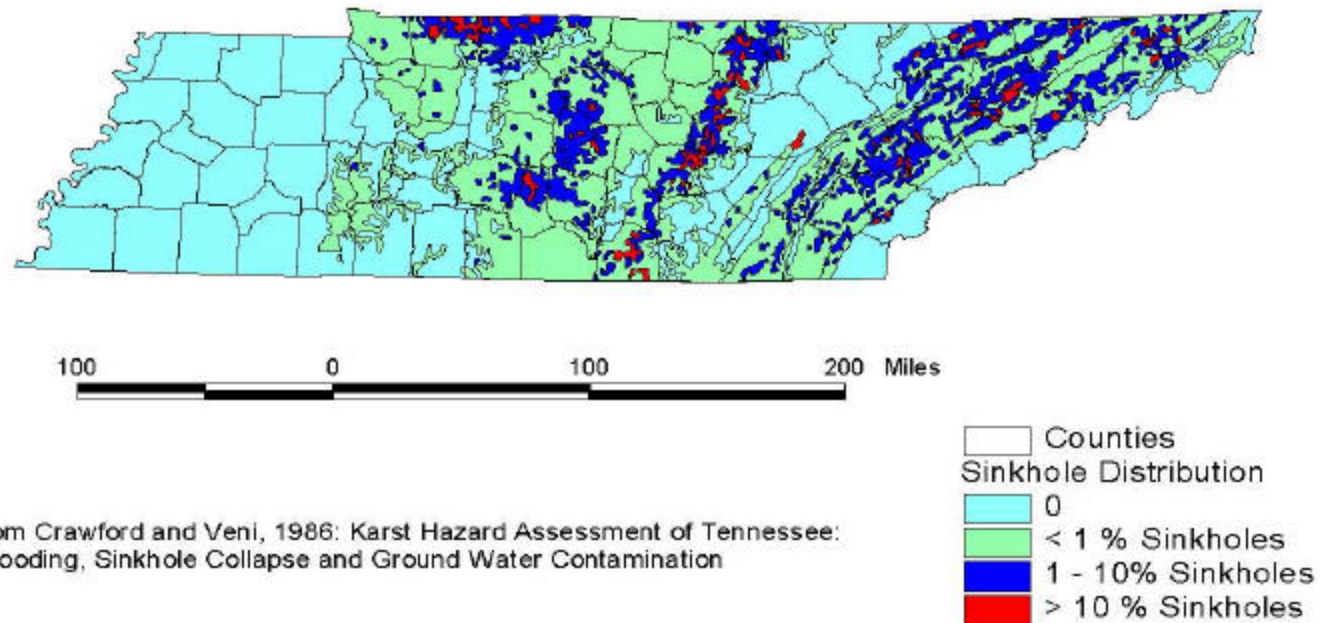 100 0 100 200 Miles
Counties
Sinkhole Distribution
0
< 1 % Sinkholes
1 - 10% Sinkholes
> 10 % Sinkholes
om Crawford and Veni, 1986: Karst Hazard Assessment of Tennessee:
ooding, Sinkhole Collapse and Ground Water Contamination